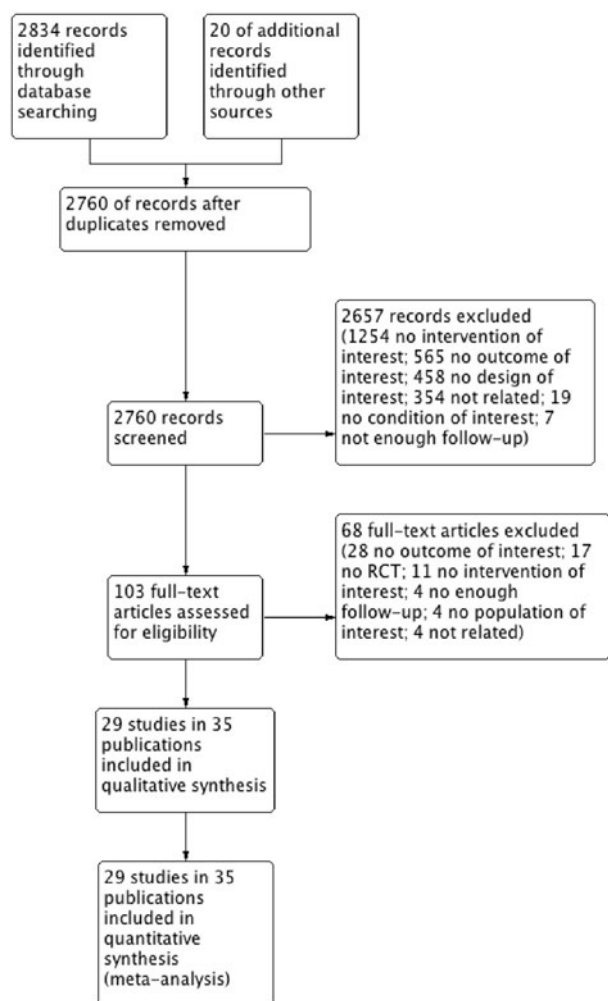 2834 records
identified
through
database
searching
20 of additional
records
identified
through other
sources
2760 of records after
duplicates removed
2657 records excluded
(1254 no intervention of
interest; 565 no outcome of
interest; 458 no design of
interest; 354 not related; 19
no condition of interest; 7
not enough follow-up)
2760 records
screened
68 full-text articles excluded
(28 no outcome of interest; 17
no RCT; 11 no intervention of
interest; 4 no enough
follow-up; 4 no population of
interest; 4 not related)
103 full-text
articles assessed
for eligibility
29 studies in 35
publications
included in
qualitative synthesis
29 studies in 35
publications
included in
quantitative
synthesis
(meta-analysis)